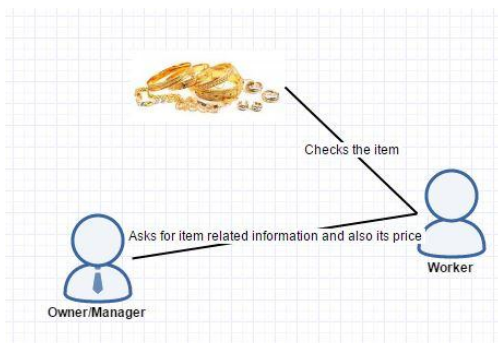 Checks the item
Asks for item related information and also its price
Worker
Owner/Manager